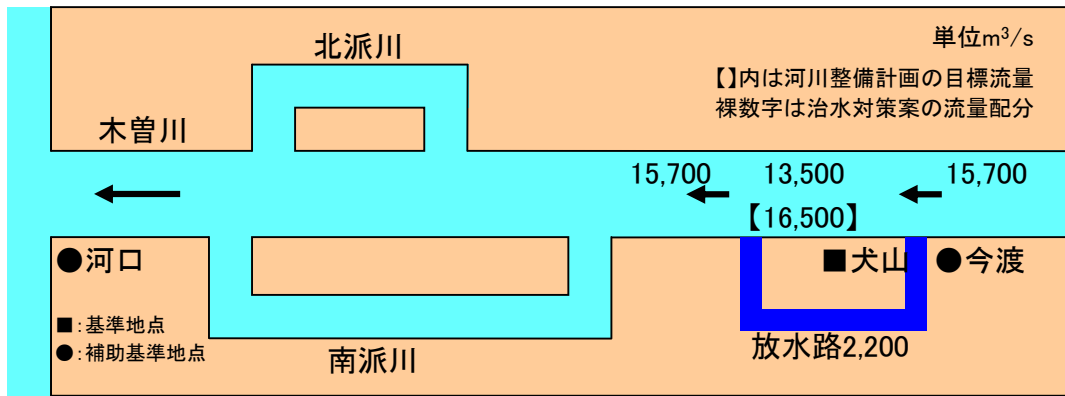 北派川
単位m³/s
【】内は河川整備計画の目標流量
裸数字は治水対策案の流量配分
木曽川
15,700
13,500
15,700
【16,500】
●河口
■犬山
●今渡
■:基準地点
●:補助基準地点
南派川
放水路2,200